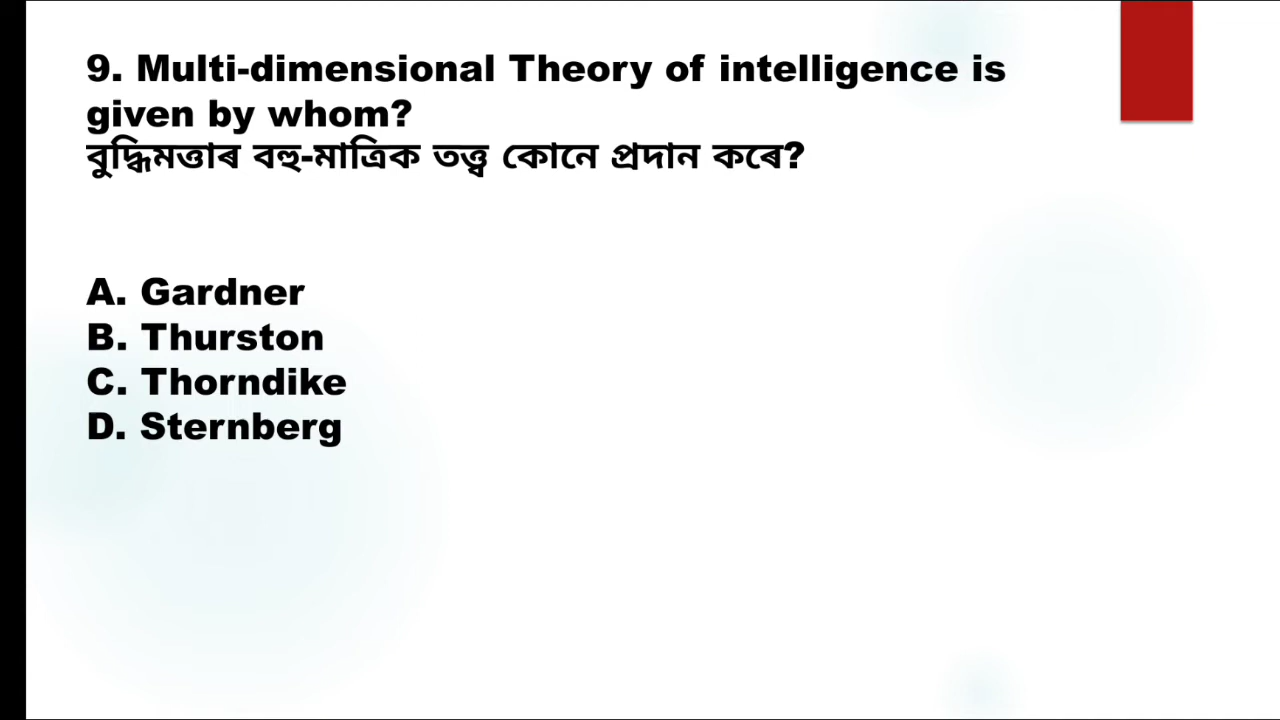 9. Multi-dimensional Theory of intelligence is
given by whom?
বুদ্ধিমত্তাৰ বহু-মাত্ৰিক তত্ত্ব কোনে প্ৰদান কৰে?
A. Gardner
B. Thurston
C. Thorndike
D. Sternberg